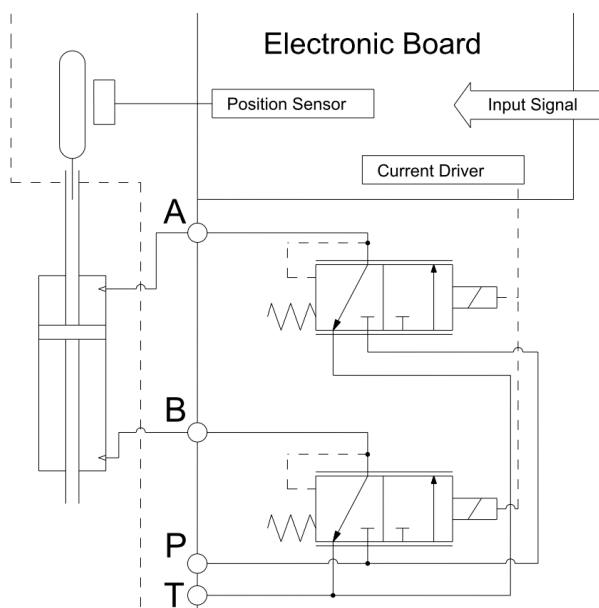 Electronic Board
Position Sensor
Input Signal
Current Driver
A
B
P
T